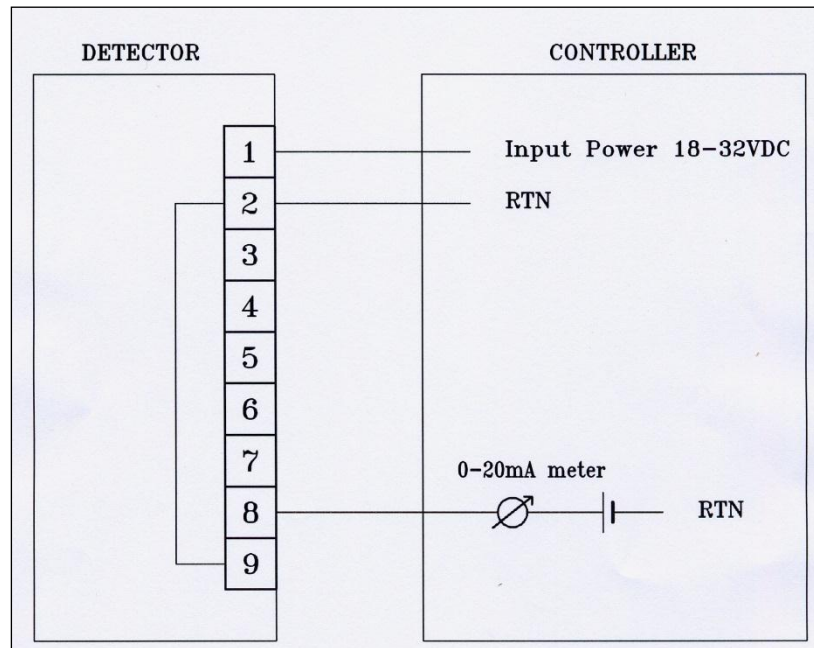 DETECTOR
CONTROLLER
1
Input Power 18-32VDC
2
RTN
3
4
5
6
7
0-20mA meter
8
RTN
9